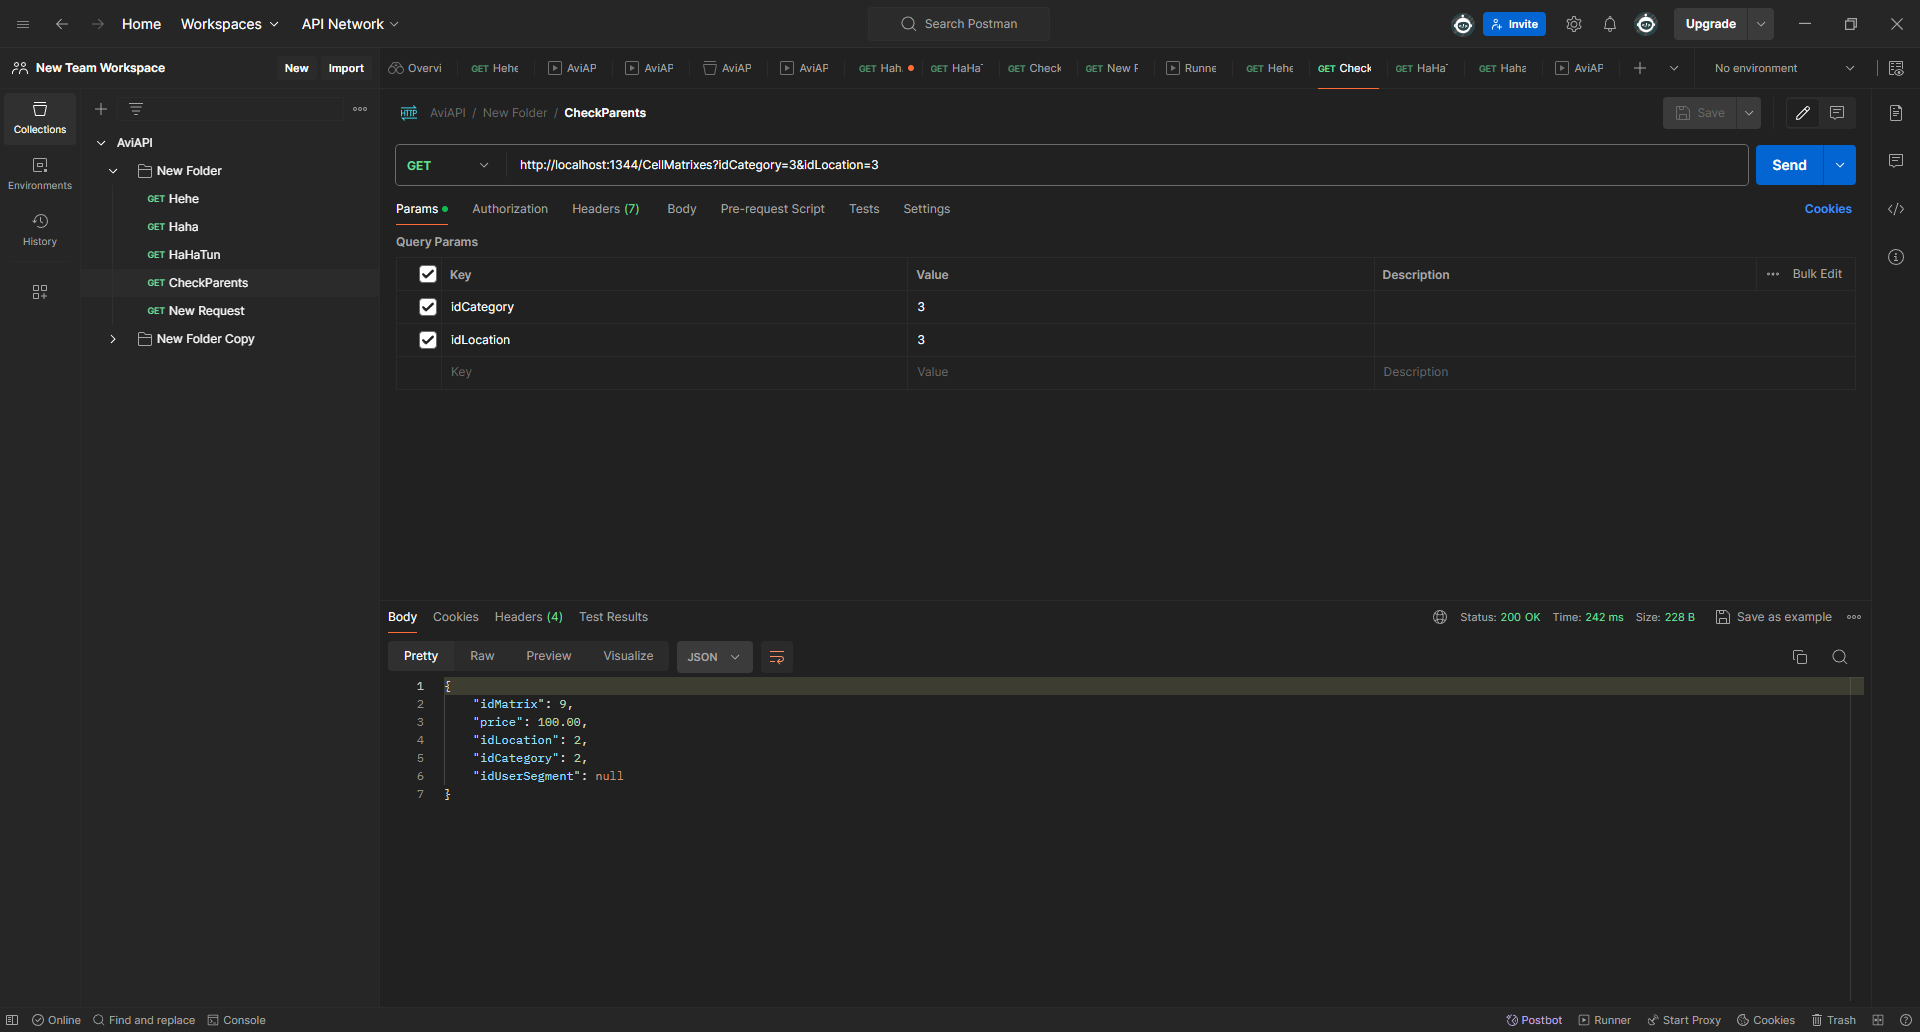 Home Workspaces API Network Search Postman Invite Upgrade
New Team Workspace New Import Overvi GET Hehe AviAP AviAP AviAP AviAP GET Hah GET HaHaT GET Check GET New F Runne GET Hehe GET Check GET HaHaT GET Haha AviAP No environment
Collections
Environments
History
AviAPI
New Folder
GET Hehe
GET Haha
GET HaHaTun
GET CheckParents
GET New Request
New Folder Copy
HTTP AviAPI / New Folder / CheckParents Save
GET http://localhost:1344/CellMatrixes?idCategory=3&idLocation=3 Send
Params Authorization Headers (7) Body Pre-request Script Tests Settings Cookies
Query Params
Key Value Description Bulk Edit
idCategory 3
idLocation 3
Key Value Description
Body Cookies Headers (4) Test Results Status: 200 OK Time: 242 ms Size: 228 B Save as example
Pretty Raw Preview Visualize JSON
1 {
2 "idMatrix": 9,
3 "price": 100.00,
4 "idLocation": 2,
5 "idCategory": 2,
6 "idUserSegment": null
7 }
Online Find and replace Console Postbot Runner Start Proxy Cookies Trash